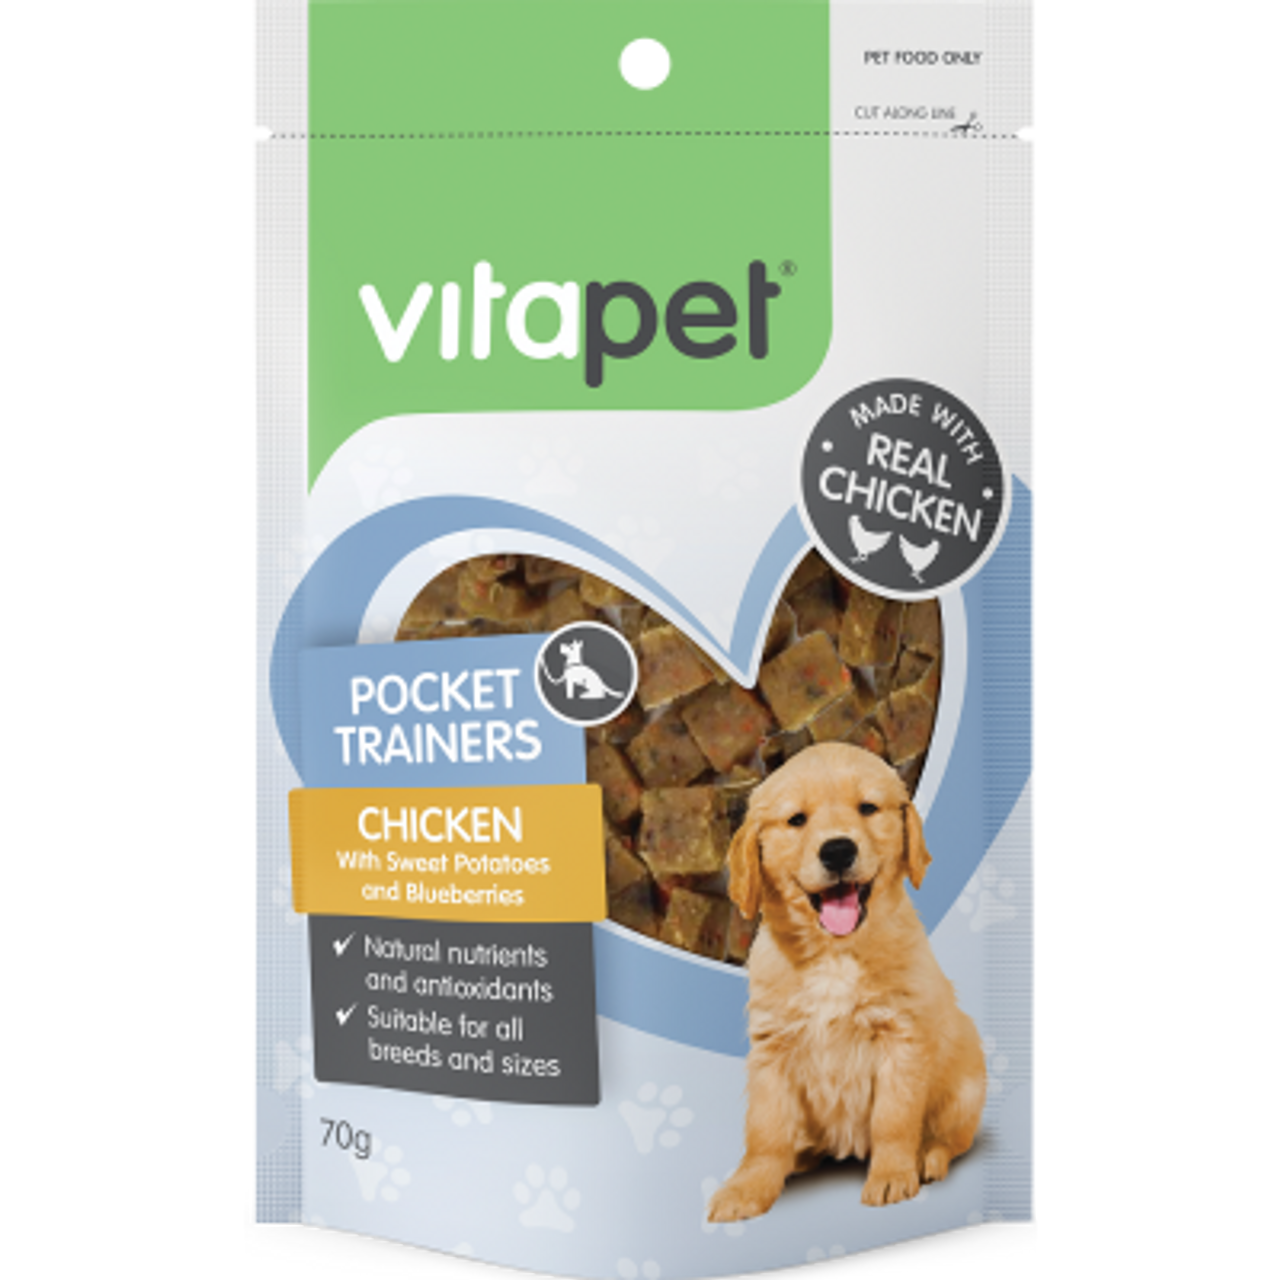 PET FOOD ONLY
CUT ALONG LINE
vitapet®
MADE WITH
REAL
CHICKEN
POCKET
TRAINERS
CHICKEN
With Sweet Potatoes
and Blueberries
✓ Natural nutrients
and antioxidants
✓ Suitable for all
breeds and sizes
70g